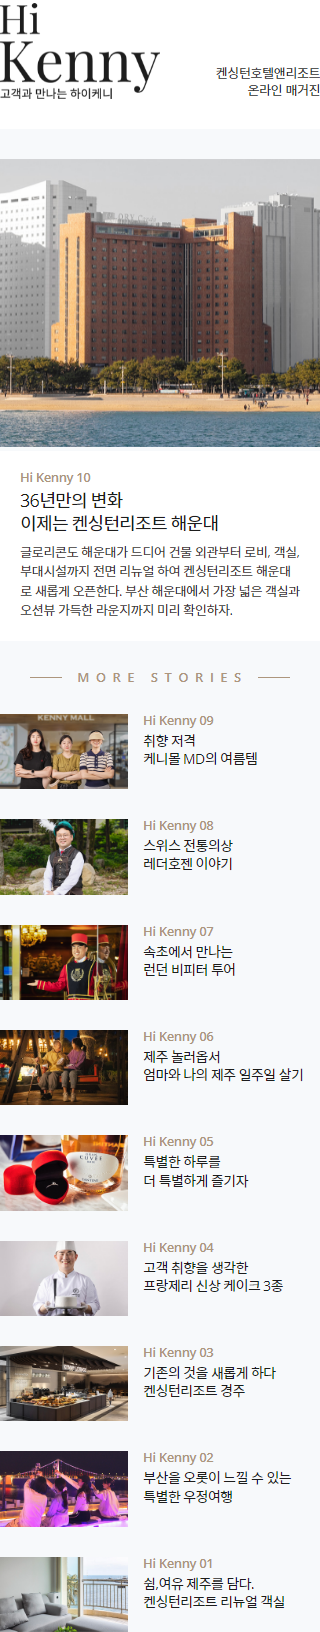 Hi
Kenny
고객과 만나는 하이케니
켄싱턴호텔앤리조트
온라인 매거진
Hi Kenny 10
36년만의 변화
이제는 켄싱턴리조트 해운대
글로리콘도 해운대가 드디어 건물 외관부터 로비, 객실,
부대시설까지 전면 리뉴얼 하여 켄싱턴리조트 해운대
로 새롭게 오픈한다. 부산 해운대에서 가장 넓은 객실과
오션뷰 가득한 라운지까지 미리 확인하자.
MORE STORIES
KENNY MALL
Hi Kenny 09
취향 저격
케니몰 MD의 여름템
Hi Kenny 08
스위스 전통의상
레더호젠 이야기
Hi Kenny 07
속초에서 만나는
런던 비피터 투어
Hi Kenny 06
제주 놀러옵서
엄마와 나의 제주 일주일 살기
Hi Kenny 05
특별한 하루를
더 특별하게 즐기자
CUVEE
Hi Kenny 04
고객 취향을 생각한
프랑제리 신상 케이크 3종
Hi Kenny 03
기존의 것을 새롭게 하다
켄싱턴리조트 경주
Hi Kenny 02
부산을 오롯이 느낄 수 있는
특별한 우정여행
Hi Kenny 01
쉼,여유 제주를 담다.
켄싱턴리조트 리뉴얼 객실